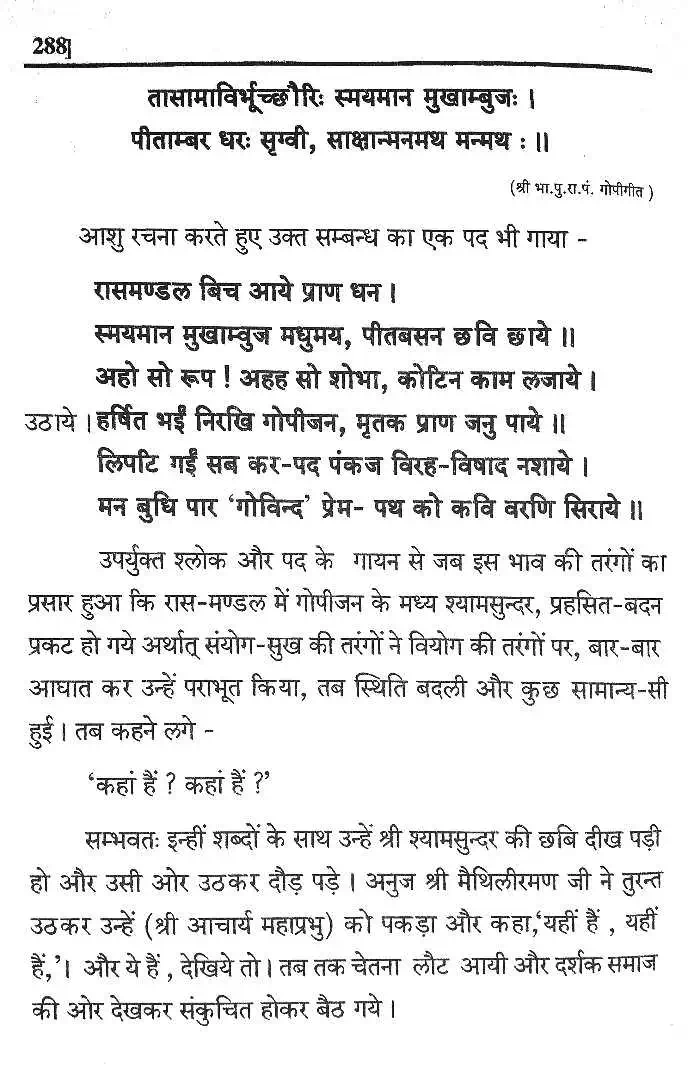 288]
तासामाविर्भूच्छौरिः स्मयमान मुखाम्बुजः ।
पीताम्बर धरः सृग्वी, साक्षान्मनमथ मन्मथ : ॥
(श्री भा.पु.रा.पं. गोपीगीत )
आशु रचना करते हुए उक्त सम्बन्ध का एक पद भी गाया -
रासमण्डल बिच आये प्राण धन ।
स्मयमान मुखाम्वुज मधुमय, पीतबसन छवि छाये ॥
अहो सो रूप ! अहह सो शोभा, कोटिन काम लजाये ।
उठाये । हर्षित भईं निरखि गोपीजन, मृतक प्राण जनु पाये ॥
लिपटि गईं सब कर-पद पंकज विरह-विषाद नशाये ।
मन बुधि पार ‘गोविन्द’ प्रेम- पथ को कवि वरणि सिराये ॥
उपर्युक्त श्लोक और पद के गायन से जब इस भाव की तरंगों का
प्रसार हुआ कि रास-मण्डल में गोपीजन के मध्य श्यामसुन्दर, प्रहसित-बदन
प्रकट हो गये अर्थात् संयोग-सुख की तरंगों ने वियोग की तरंगों पर, बार-बार
आघात कर उन्हें पराभूत किया, तब स्थिति बदली और कुछ सामान्य-सी
हुई । तब कहने लगे -
‘कहां हैं ? कहां हैं ?’
सम्भवतः इन्हीं शब्दों के साथ उन्हें श्री श्यामसुन्दर की छबि दीख पड़ी
हो और उसी ओर उठकर दौड़ पड़े । अनुज श्री मैथिलीरमण जी ने तुरन्त
उठकर उन्हें (श्री आचार्य महाप्रभु) को पकड़ा और कहा,‘यहीं हैं , यहीं
हैं,’। और ये हैं , देखिये तो । तब तक चेतना लौट आयी और दर्शक समाज
की ओर देखकर संकुचित होकर बैठ गये ।